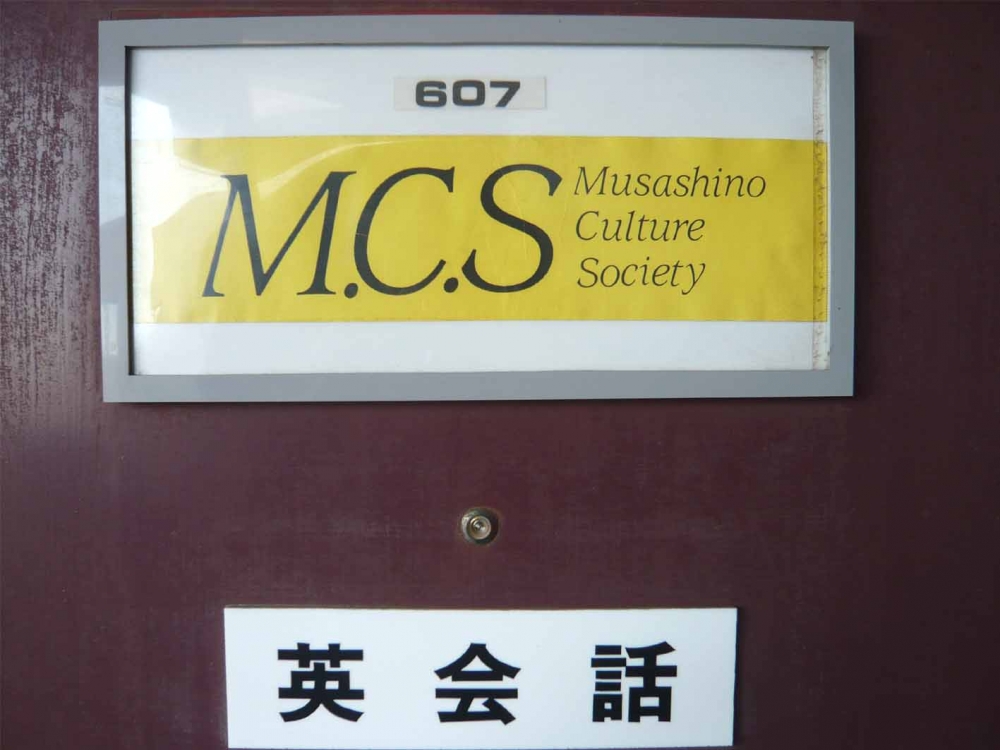 607
M.C.S
Musashino
Culture
Society
英会話